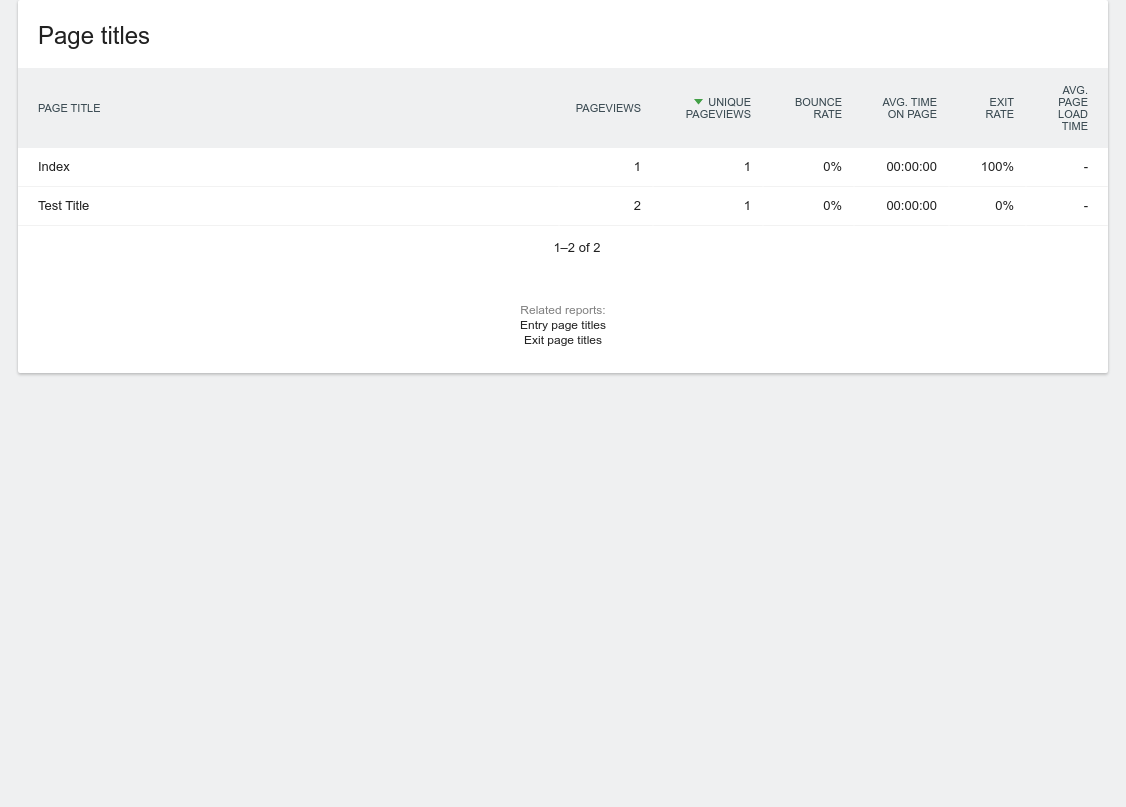 Page titles
PAGE TITLE PAGEVIEWS UNIQUE PAGEVIEWS BOUNCE RATE AVG. TIME ON PAGE EXIT RATE AVG. PAGE LOAD TIME
Index 1 1 0% 00:00:00 100% -
Test Title 2 1 0% 00:00:00 0% -
1–2 of 2
Related reports:
Entry page titles
Exit page titles